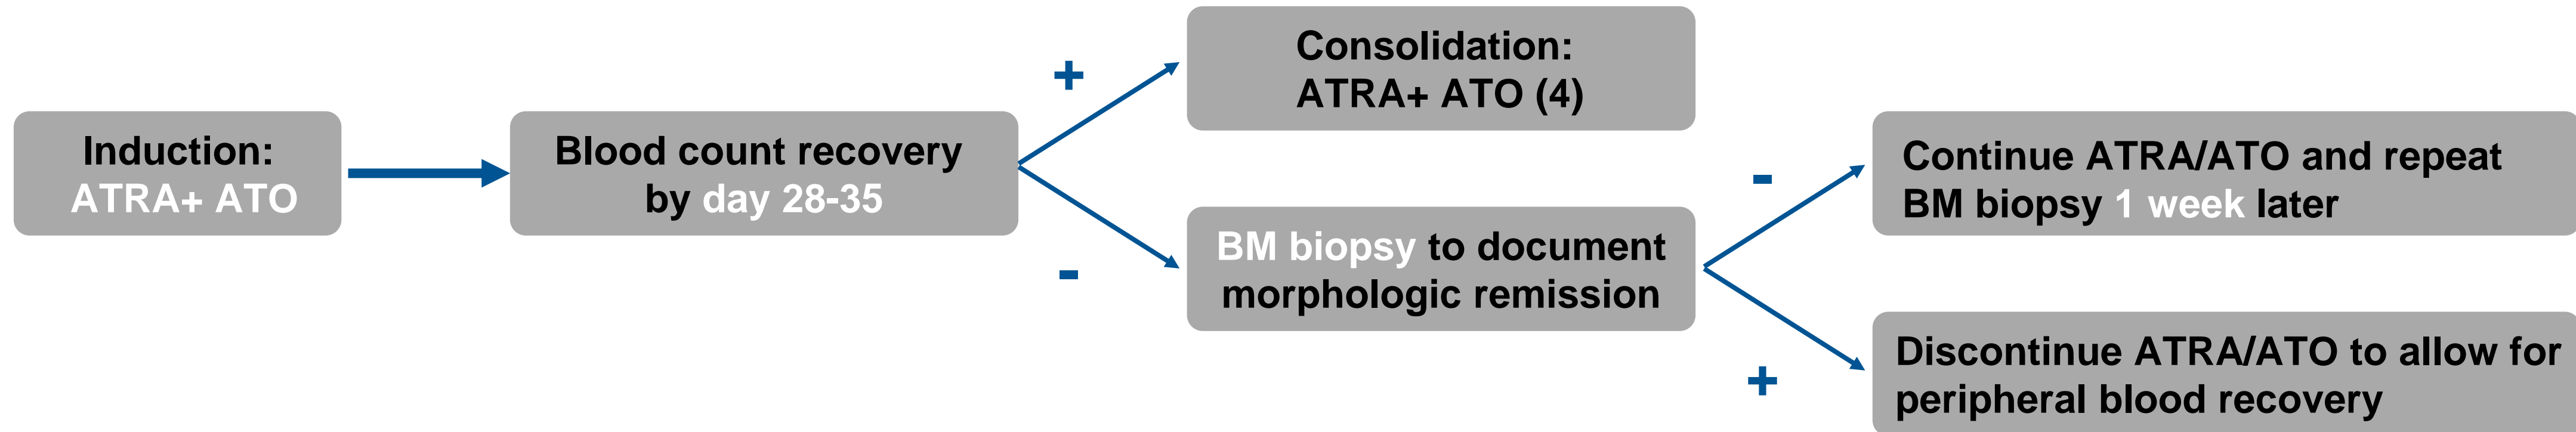 Induction:
ATRA+ ATO
Blood count recovery
by day 28-35
+
-
Consolidation:
ATRA+ ATO (4)
BM biopsy to document
morphologic remission
-
+
Continue ATRA/ATO and repeat
BM biopsy 1 week later
Discontinue ATRA/ATO to allow for
peripheral blood recovery